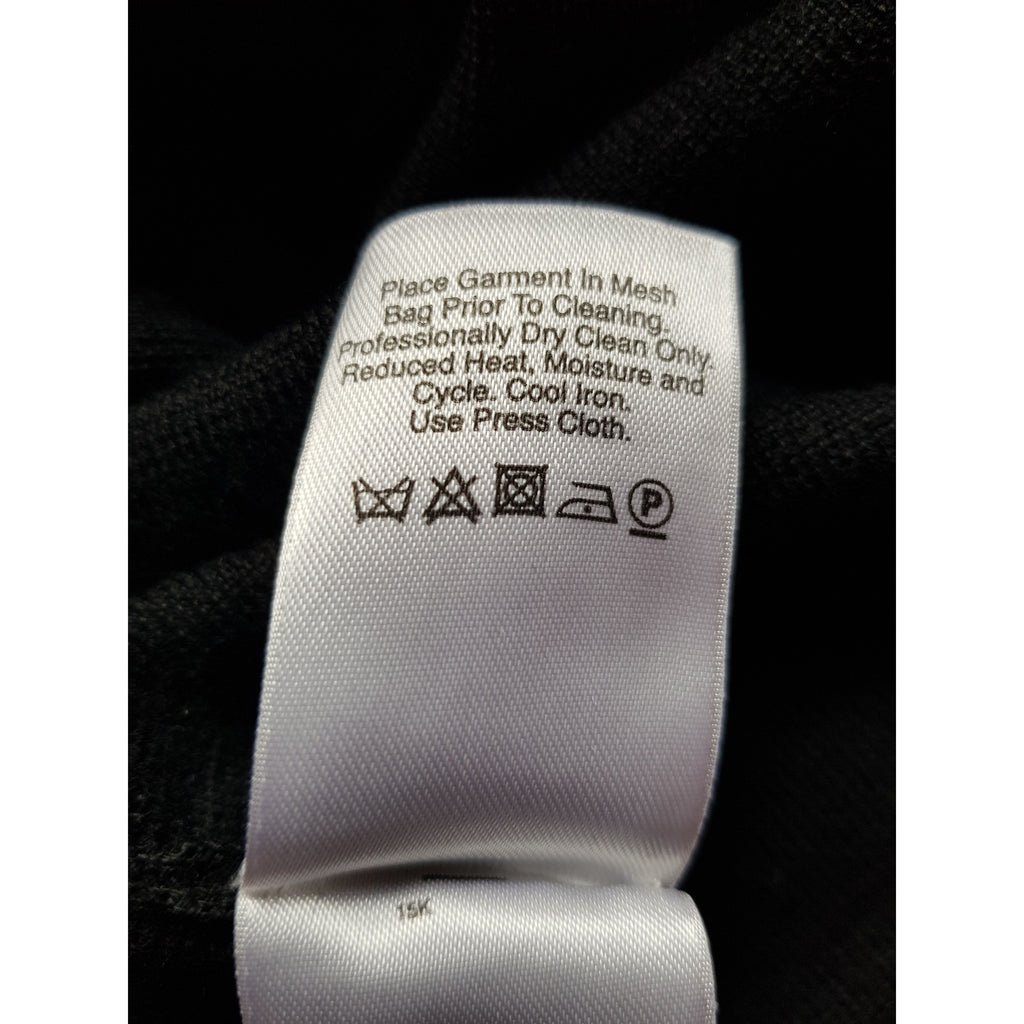 Place Garment In Mesh
Bag Prior To Cleaning.
Professionally Dry Clean Only.
Reduced Heat, Moisture and
Cycle. Cool Iron.
Use Press Cloth.
P
15K